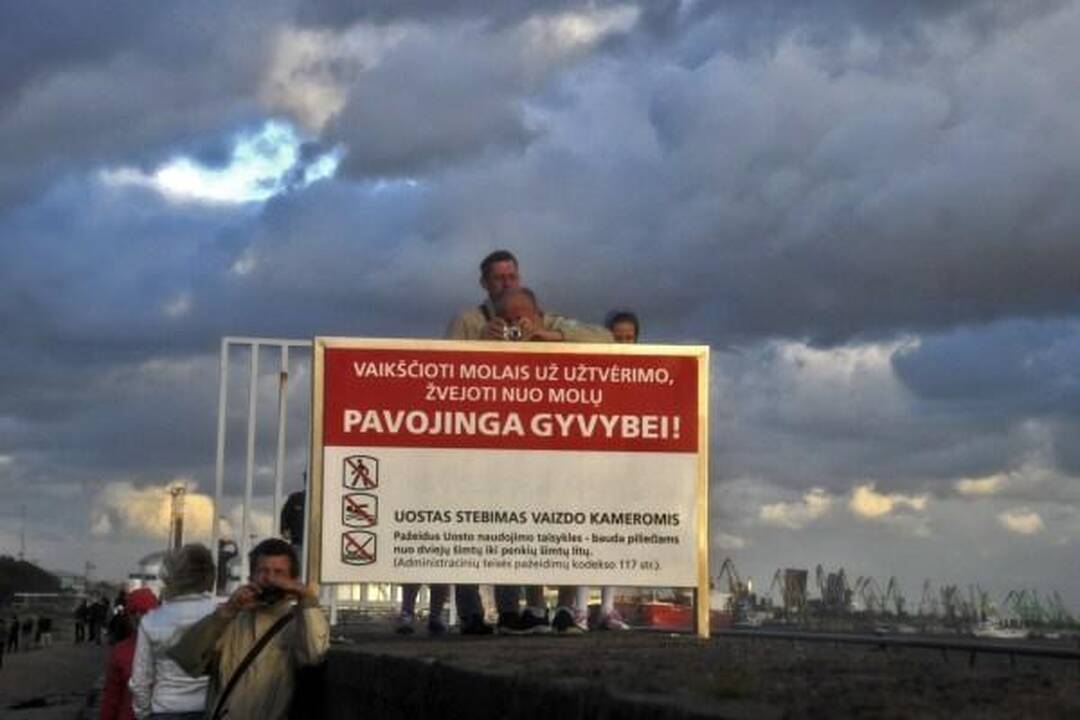 VAIKŠČIOTI MOLAIS UŽ UŽTVĖRIMO,
ŽVEJOTI NUO MOLŲ
PAVOJINGA GYVYBEI!
UOSTAS STEBIMAS VAIZDO KAMEROMIS
Pažeidus Uosto naudojimo taisykles - bauda piliečiams
nuo dviejų šimtų iki penkių šimtų litų.
(Administracinių teisės pažeidimų kodekso 117 str.).